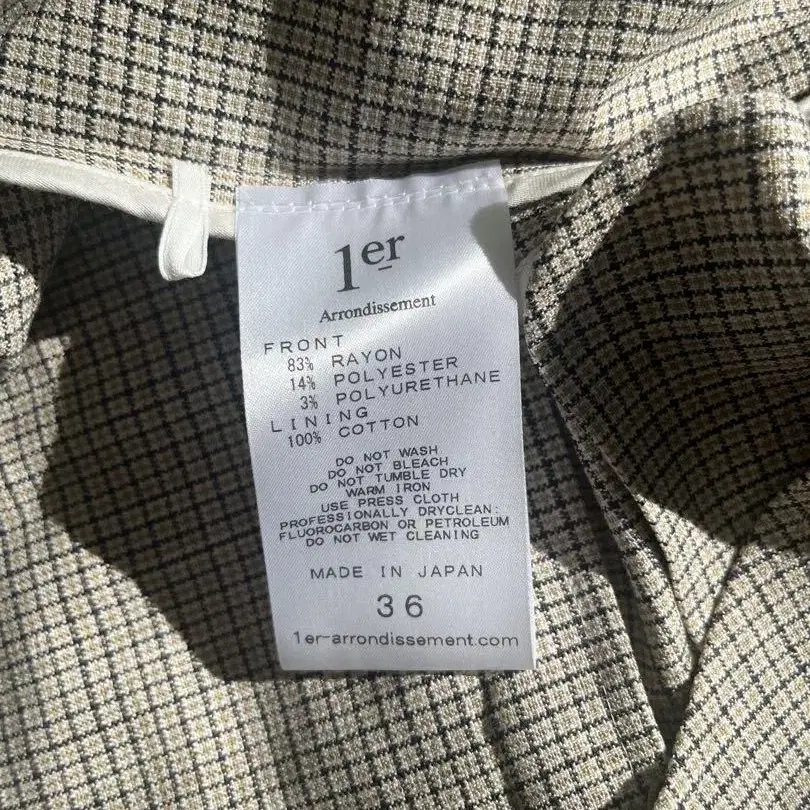 1er
Arrondissement
FRONT
83% RAYON
14% POLYESTER
3% POLYURETHANE
LINING
100% COTTON
DO NOT WASH
DO NOT BLEACH
DO NOT TUMBLE DRY
WARM IRON
USE PRESS CLOTH
PROFESSIONALLY DRYCLEAN:
FLUOROCARBON OR PETROLEUM
DO NOT WET CLEANING
MADE IN JAPAN
36
1er-arrondissement.com